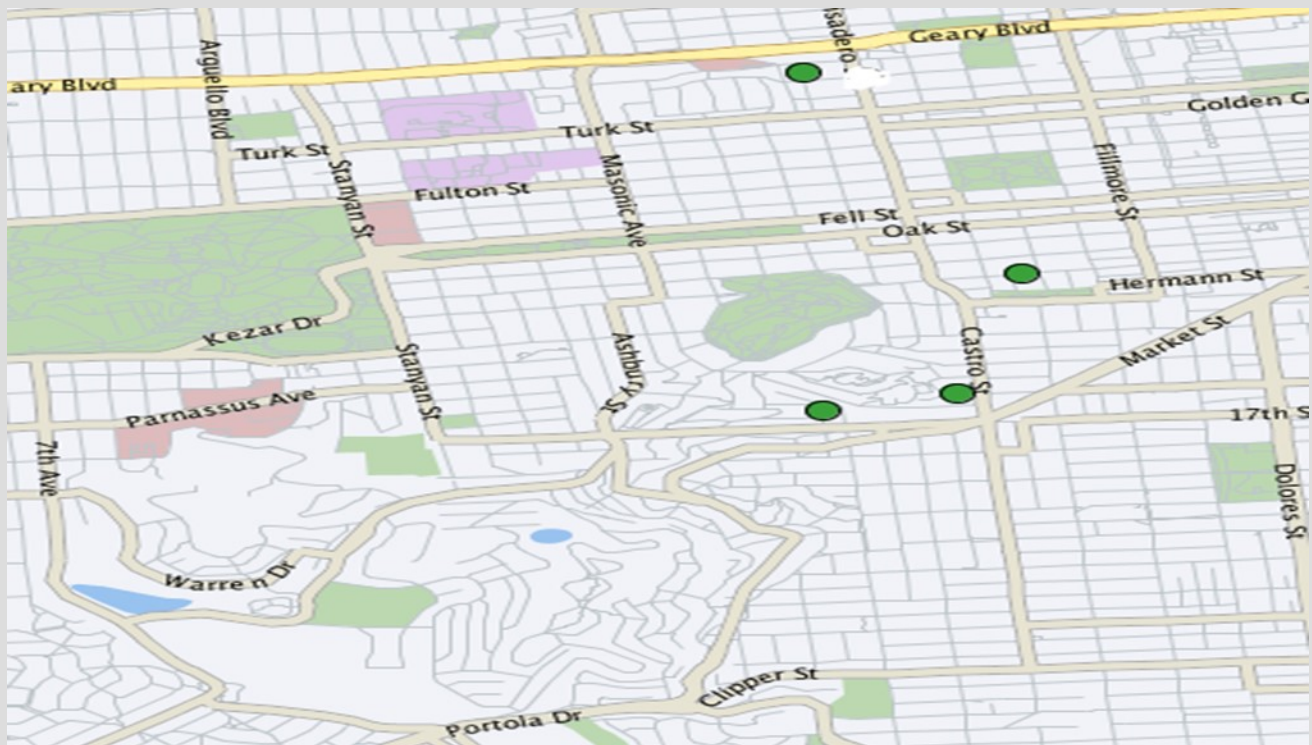 sadero
Geary Blvd
Arguello Blvd
ary Blvd
Golden G
Turk St
Turk St
Stanyan St
Masonic Ave
Fillmore St
Fulton St
Fell St
Oak St
Hermann St
Kezar Dr
Market St
Castro St
Ashbury St
Stanyan St
Parnassus Ave
17th S
7th Ave
Dolores St
Warren Dr
Clipper St
Portola Dr